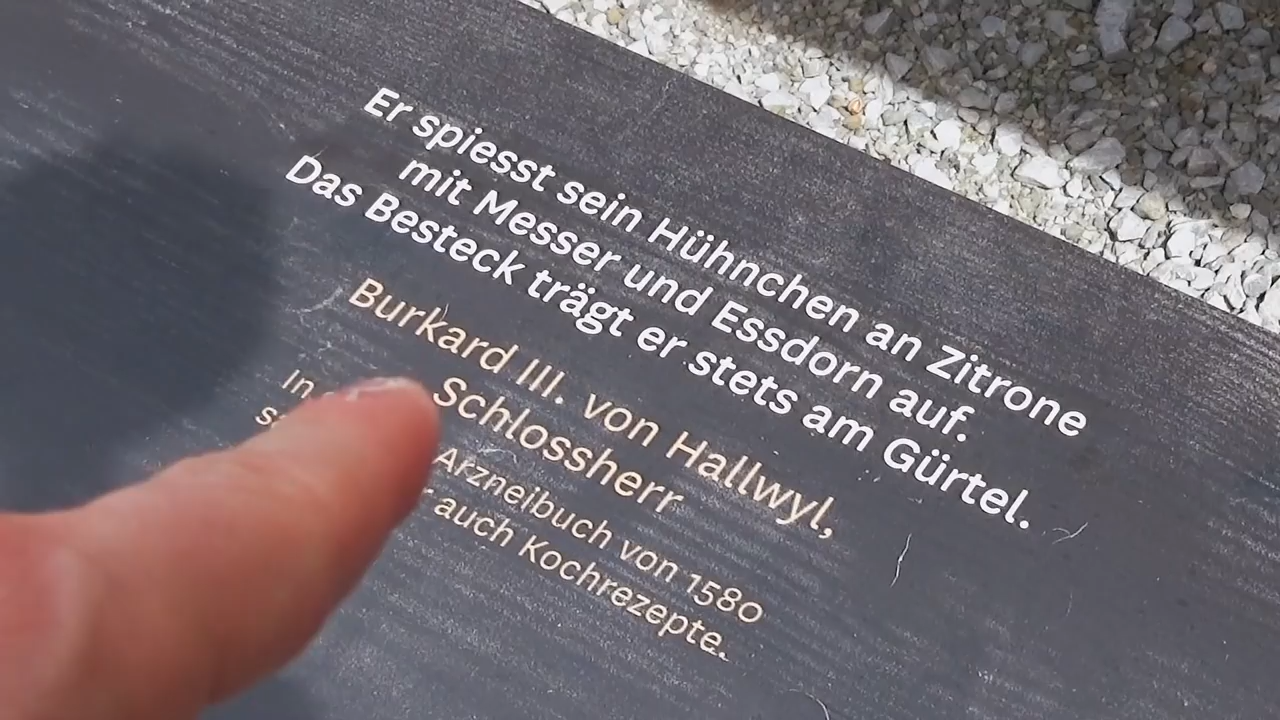 Er spiesst sein Hühnchen an Zitrone
mit Messer und Essdorn auf.
Das Besteck trägt er stets am Gürtel.
Burkard III. von Hallwyl,
Schlossherr
In Arzneibuch von 1580
auch Kochrezepte.